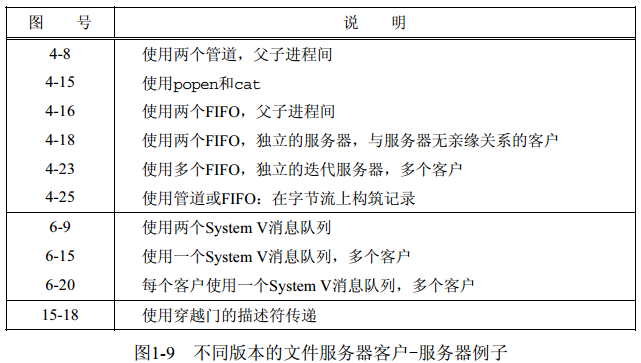 图 号 说 明
4-8 使用两个管道，父子进程间
4-15 使用popen和cat
4-16 使用两个FIFO，父子进程间
4-18 使用两个FIFO，独立的服务器，与服务器无亲缘关系的客户
4-23 使用多个FIFO，独立的迭代服务器，多个客户
4-25 使用管道或FIFO：在字节流上构筑记录
6-9 使用两个System V消息队列
6-15 使用一个System V消息队列，多个客户
6-20 每个客户使用一个System V消息队列，多个客户
15-18 使用穿越门的描述符传递
图1-9 不同版本的文件服务器客户-服务器例子